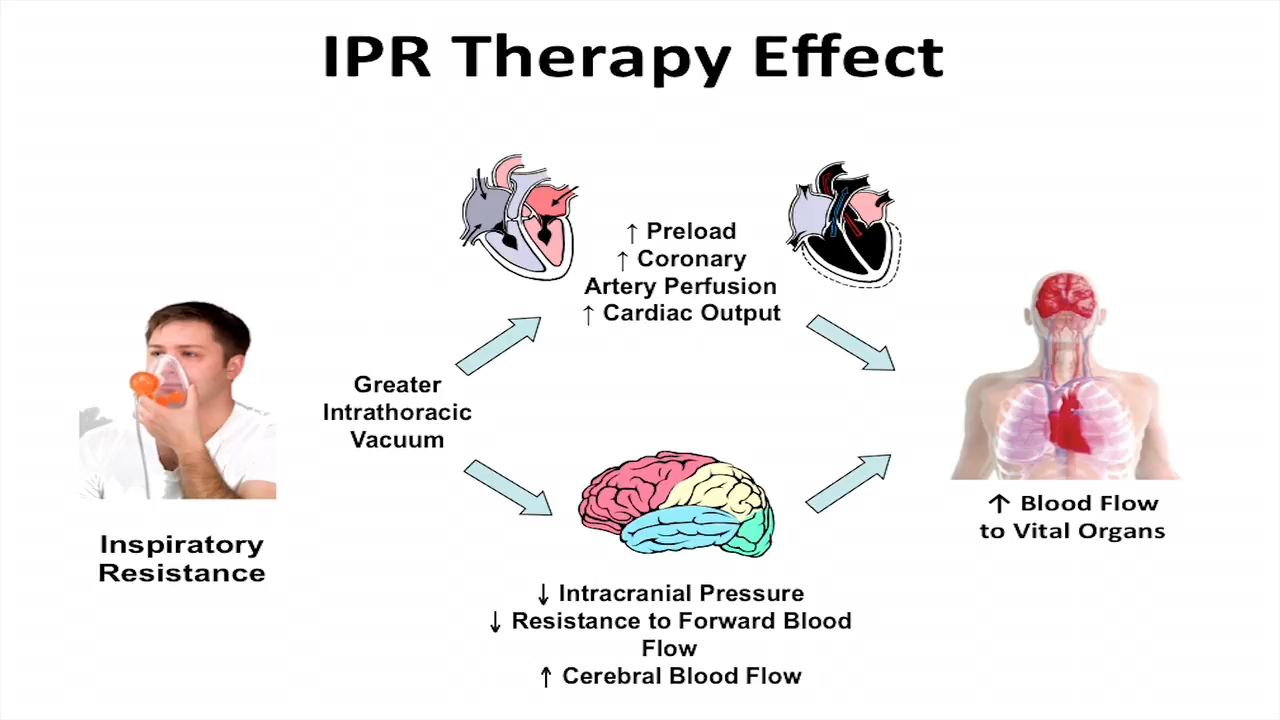 IPR Therapy Effect
↑ Preload
↑ Coronary
Artery Perfusion
↑ Cardiac Output
Greater
Intrathoracic
Vacuum
Inspiratory
Resistance
↑ Blood Flow
to Vital Organs
↓ Intracranial Pressure
↓ Resistance to Forward Blood
Flow
↑ Cerebral Blood Flow